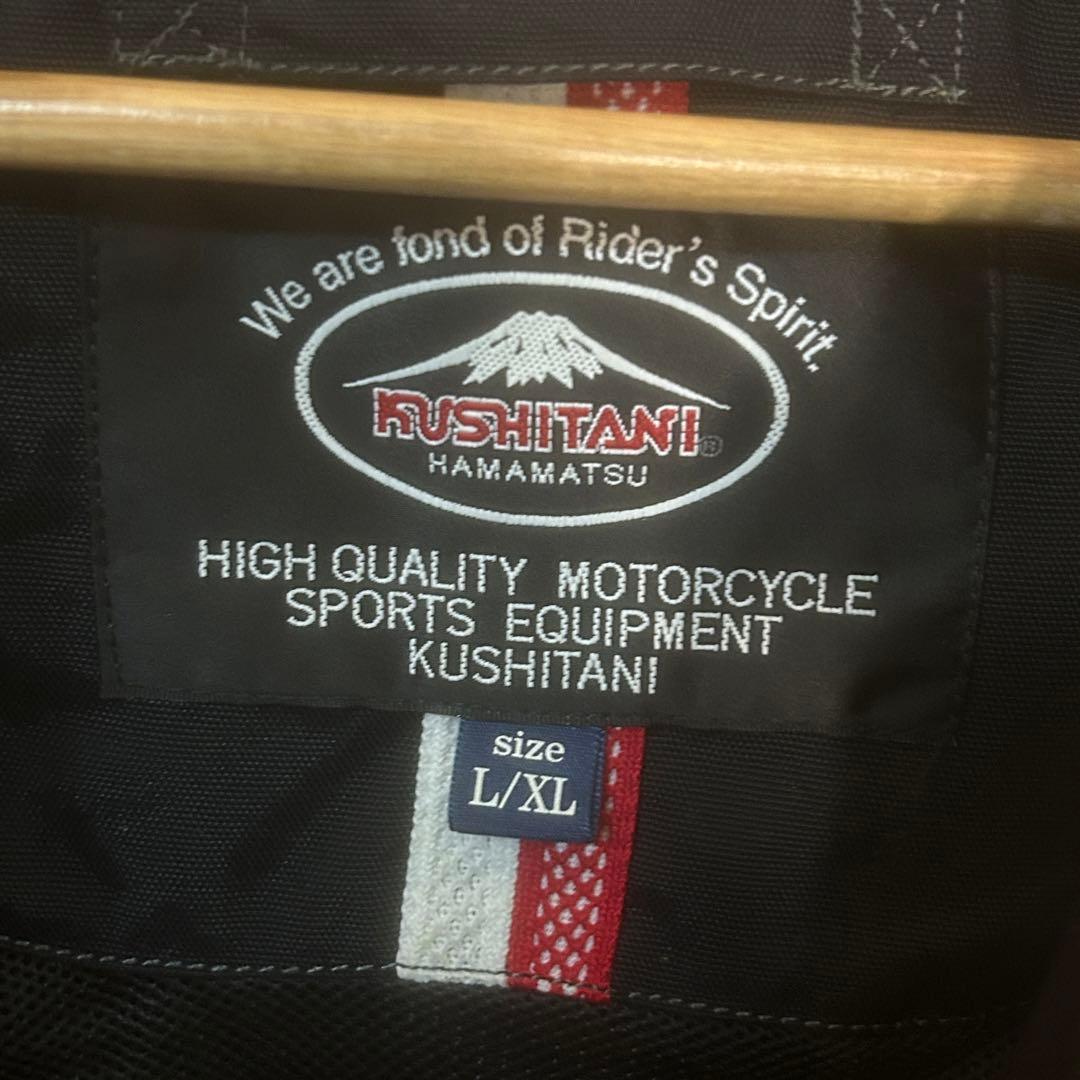 We are fond of Rider's Spirit.
KUSHITANI®
HAMAMATSU
HIGH QUALITY MOTORCYCLE
SPORTS EQUIPMENT
KUSHITANI
size
L/XL